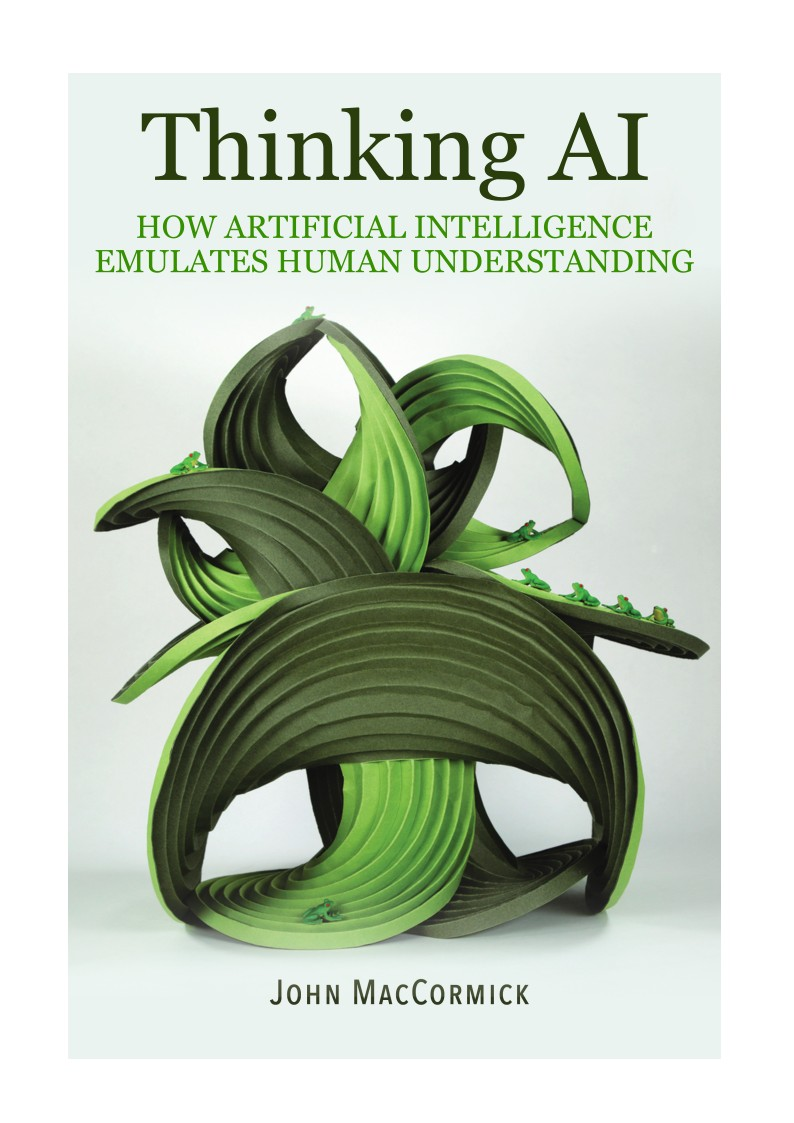 Thinking AI
HOW ARTIFICIAL INTELLIGENCE
EMULATES HUMAN UNDERSTANDING
JOHN MACCORMICK